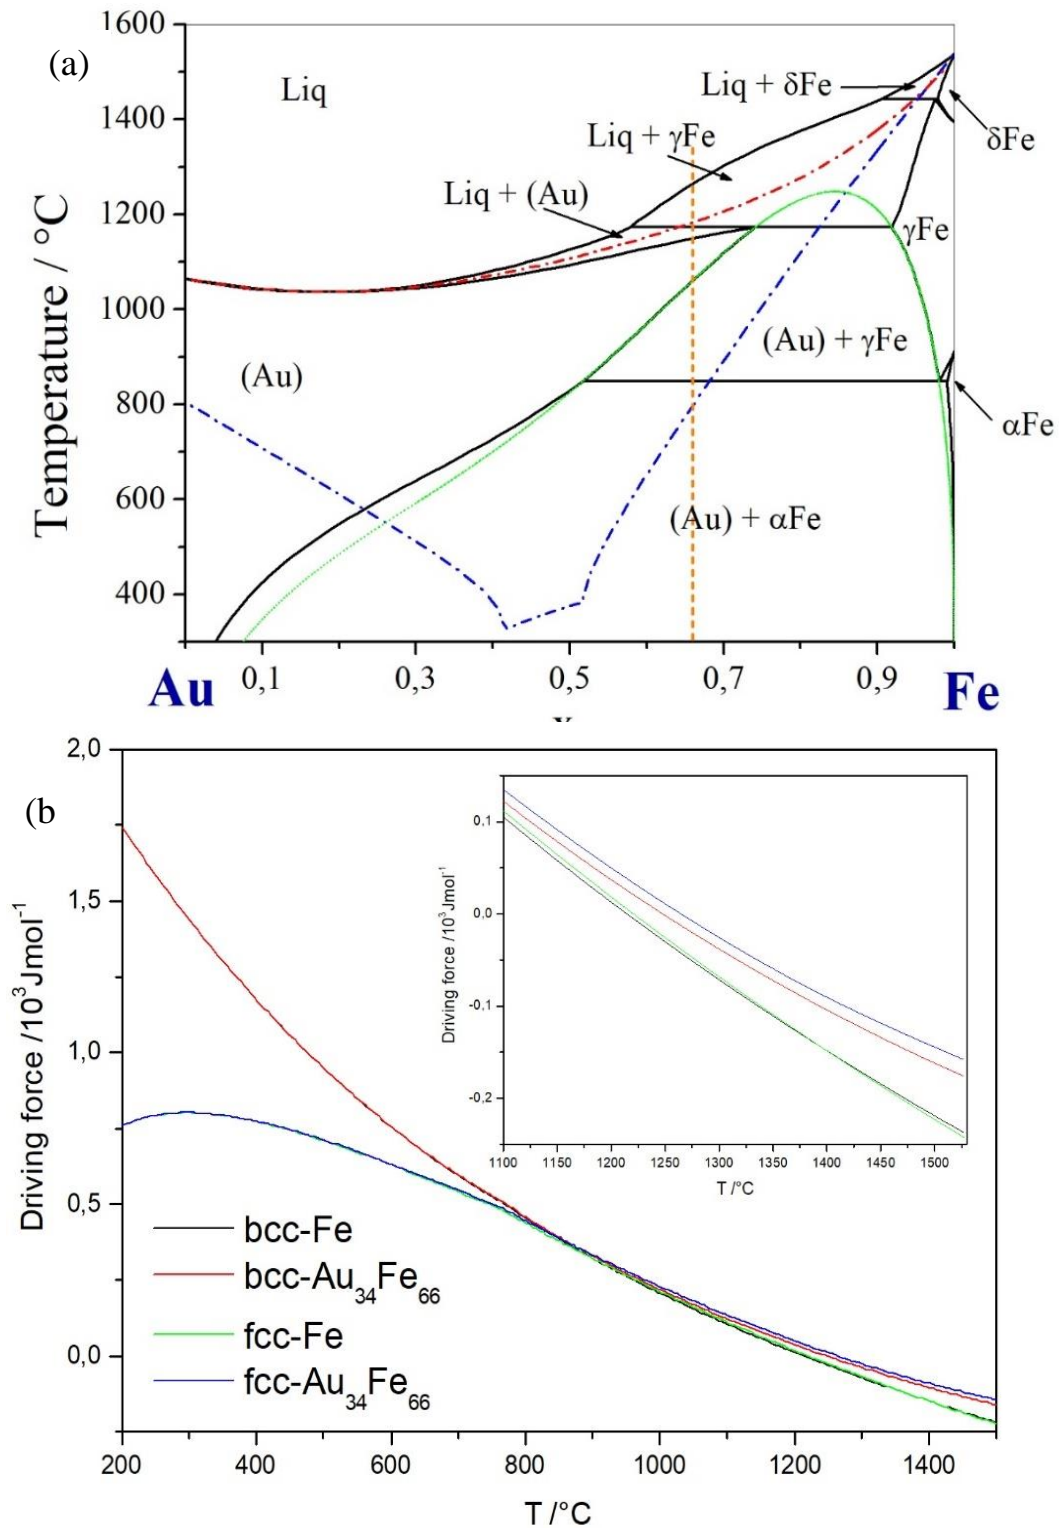 (a)
1600
1400
1200
1000
800
600
400
Temperature / °C
Liq
Liq + δFe
Liq + γFe
Liq + (Au)
δFe
γFe
(Au) + γFe
(Au)
αFe
(Au) + αFe
Au
0,1
0,3
0,5
0,7
0,9
Fe
(b
2,0
1,5
1,0
0,5
0,0
Driving force /10³Jmol⁻¹
0,1
0,0
-0,1
-0,2
Driving force /10³Jmol⁻¹
1100 1150 1200 1250 1300 1350 1400 1450 1500
T /°C
bcc-Fe
bcc-Au₃₄Fe₆₆
fcc-Fe
fcc-Au₃₄Fe₆₆
200 400 600 800 1000 1200 1400
T /°C